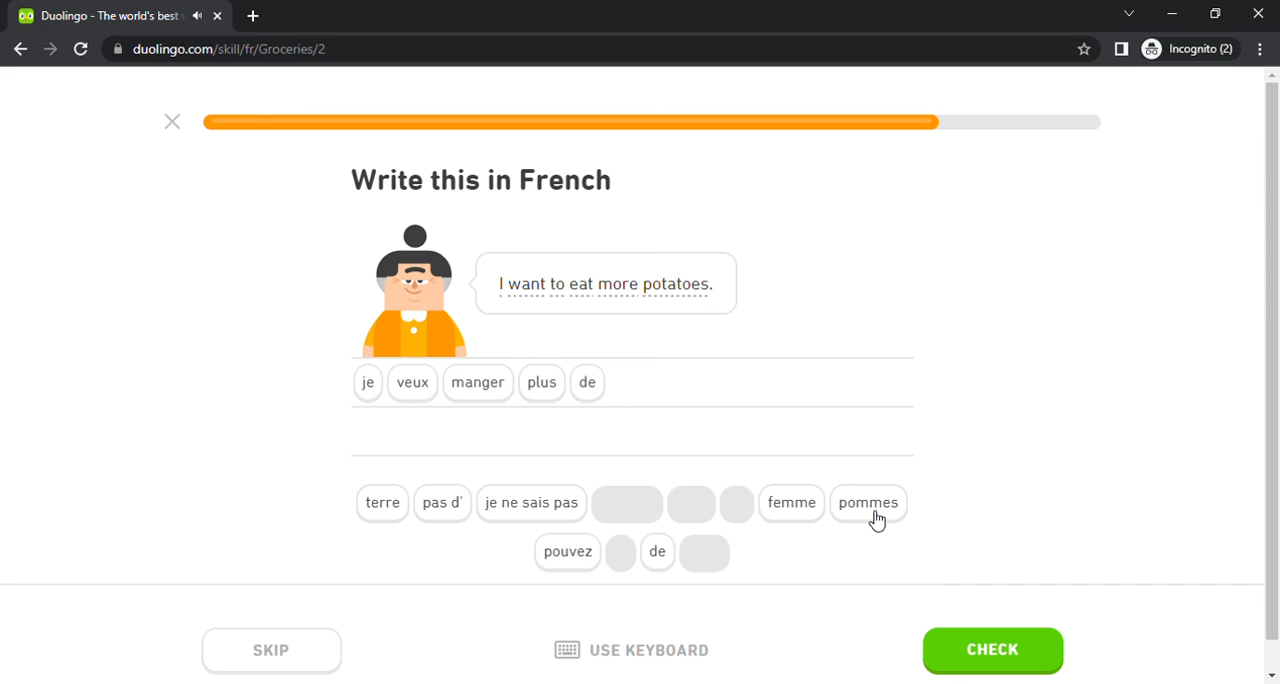 Duolingo - The world's best
duolingo.com/skill/fr/Groceries/2
Incognito (2)
Write this in French
I want to eat more potatoes.
je veux manger plus de
terre pas d' je ne sais pas femme pommes
pouvez de
SKIP USE KEYBOARD CHECK